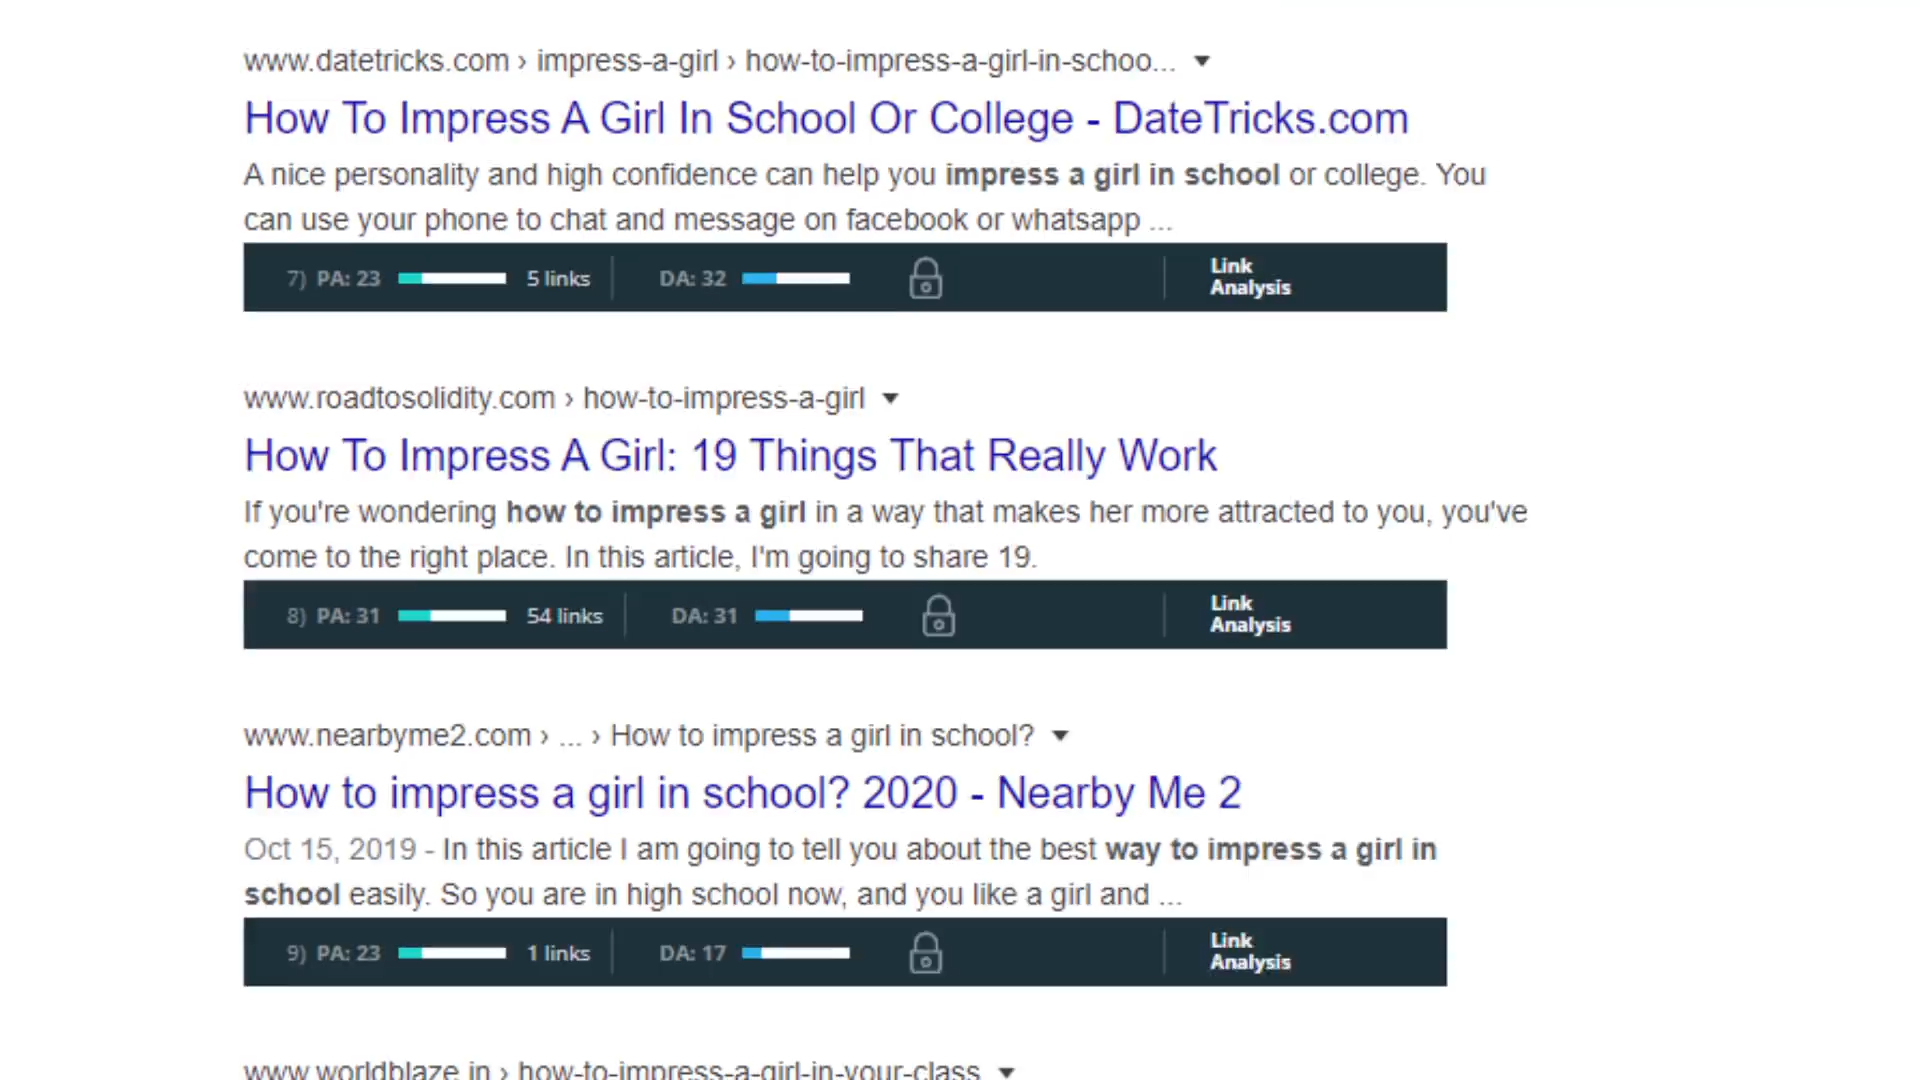 www.datetricks.com › impress-a-girl › how-to-impress-a-girl-in-schoo...
How To Impress A Girl In School Or College - DateTricks.com
A nice personality and high confidence can help you impress a girl in school or college. You
can use your phone to chat and message on facebook or whatsapp ...
7) PA: 23 5 links DA: 32 Link Analysis
www.roadtosolidity.com › how-to-impress-a-girl
How To Impress A Girl: 19 Things That Really Work
If you're wondering how to impress a girl in a way that makes her more attracted to you, you've
come to the right place. In this article, I'm going to share 19.
8) PA: 31 54 links DA: 31 Link Analysis
www.nearbyme2.com › ... › How to impress a girl in school?
How to impress a girl in school? 2020 - Nearby Me 2
Oct 15, 2019 - In this article I am going to tell you about the best way to impress a girl in
school easily. So you are in high school now, and you like a girl and ...
9) PA: 23 1 links DA: 17 Link Analysis
www.worldblaze.in › how-to-impress-a-girl-in-your-class